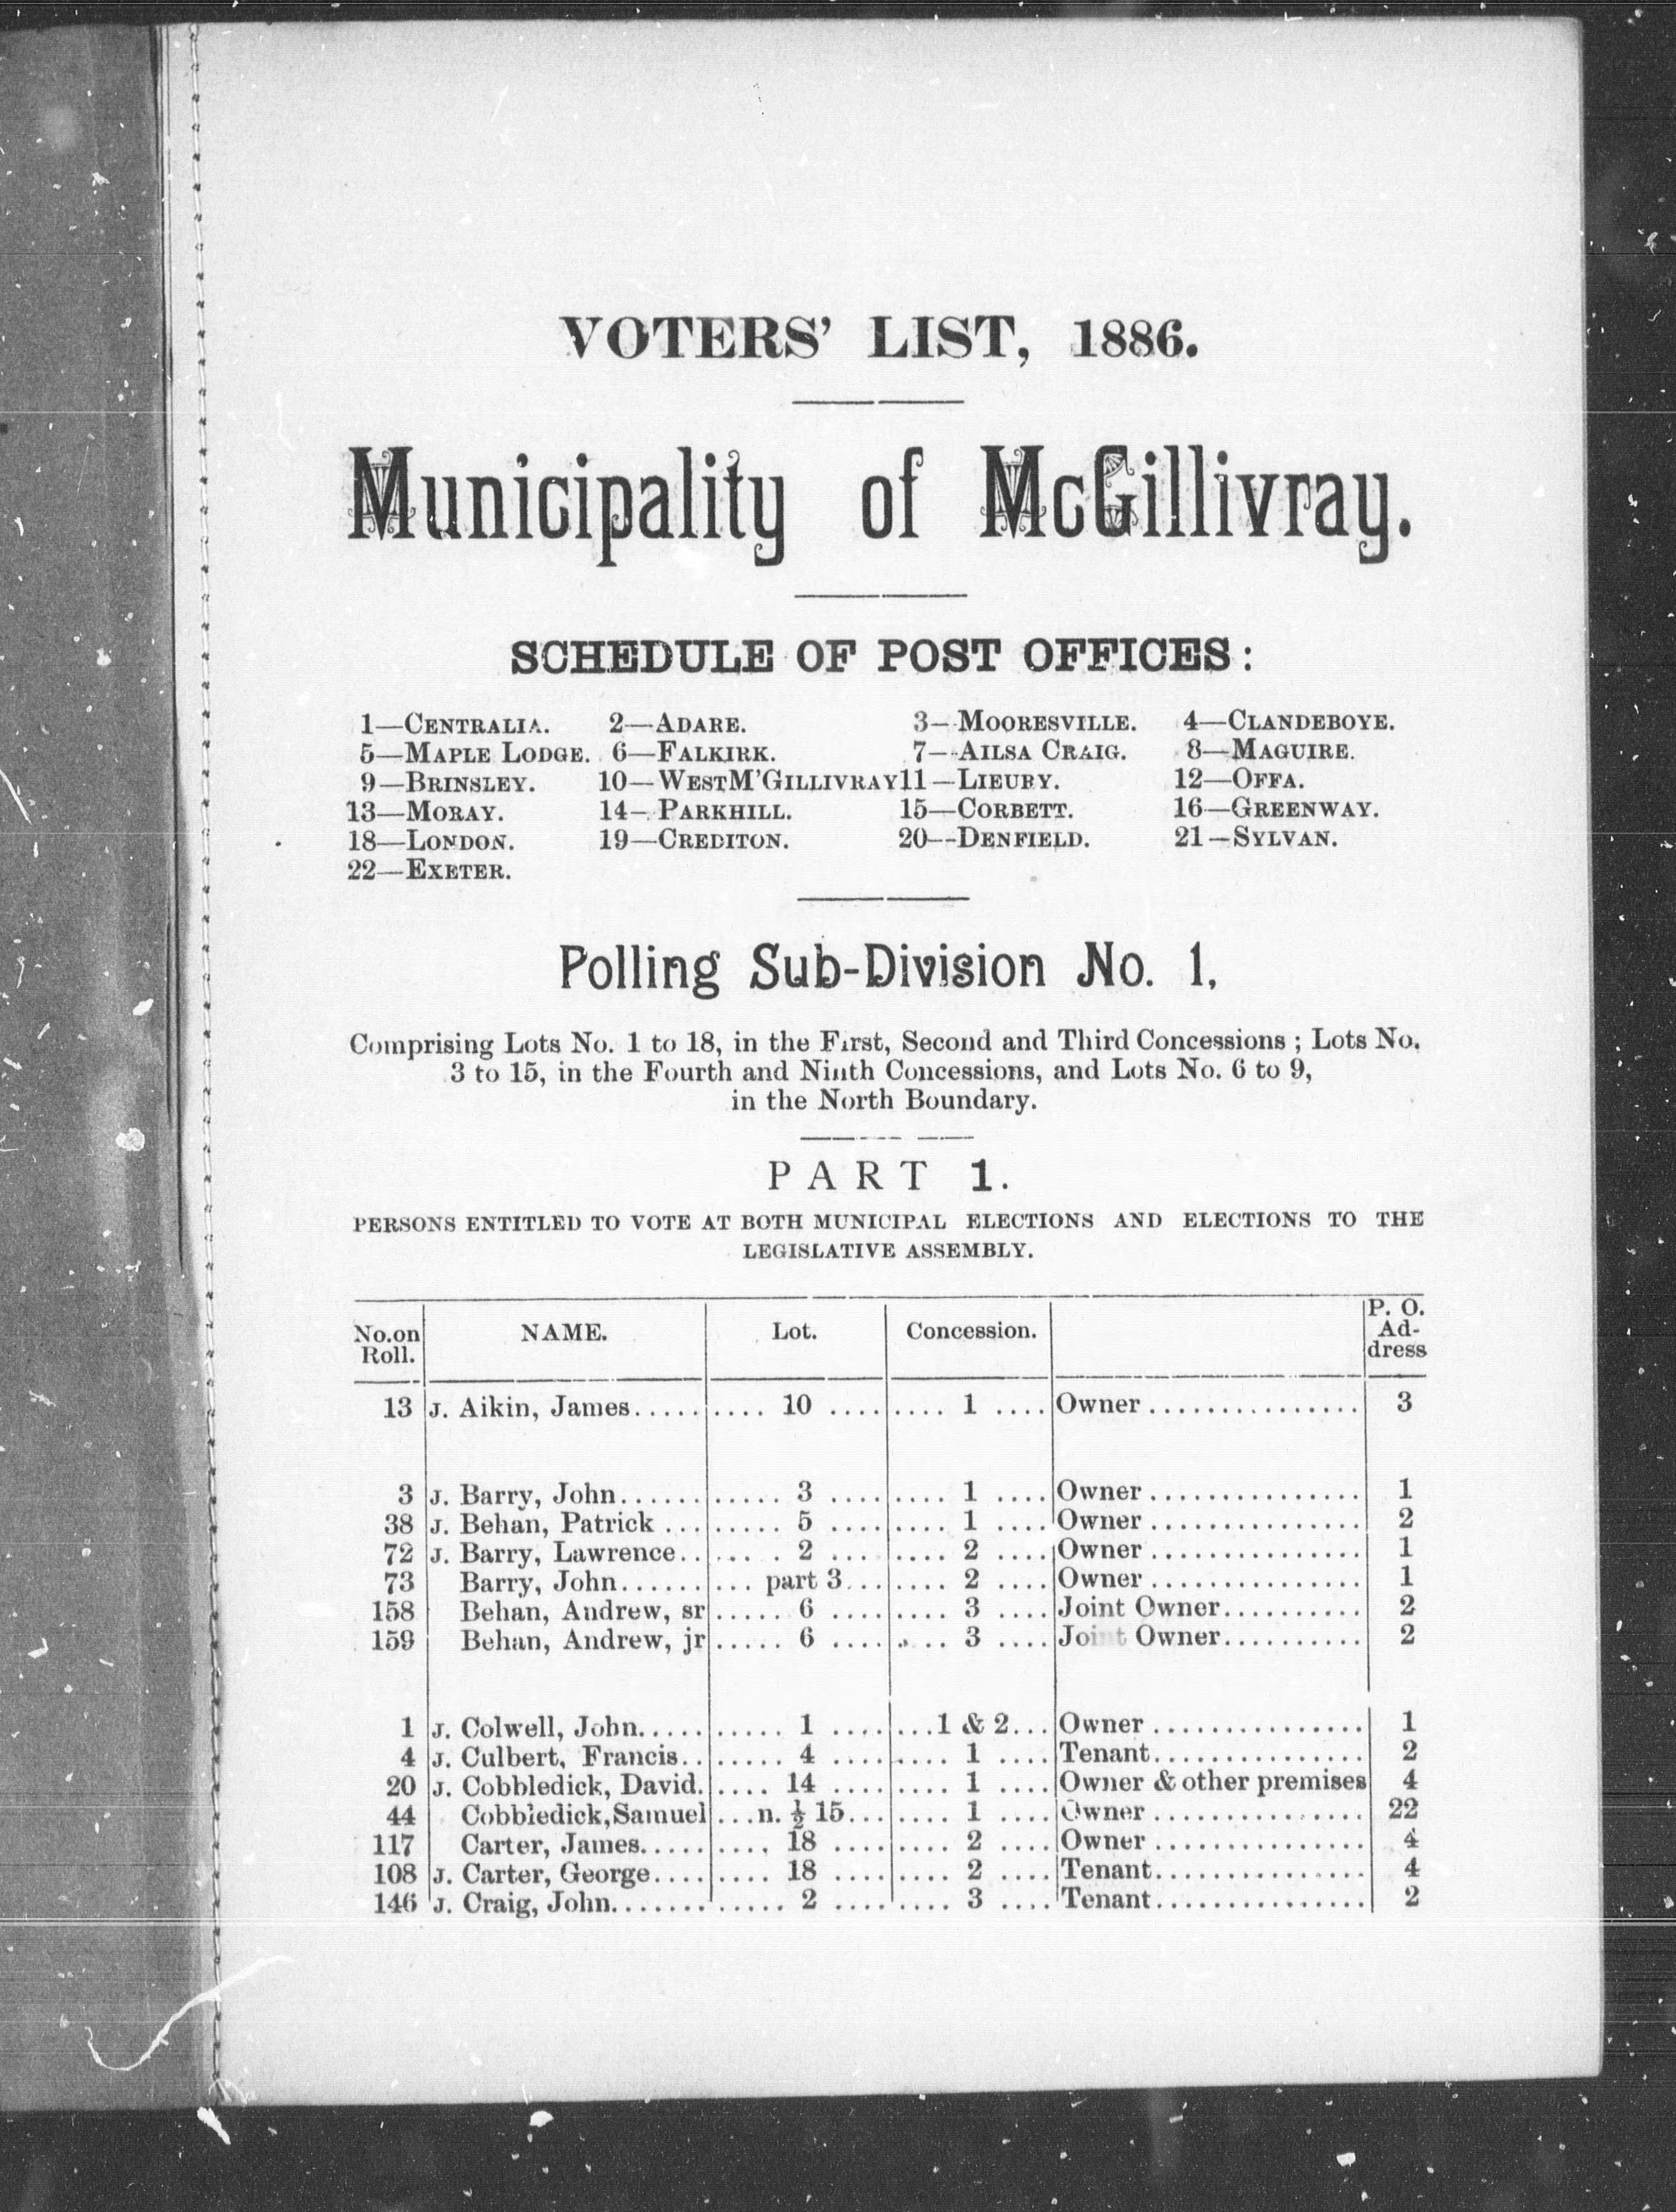 VOTERS' LIST, 1886.
Municipality of McGillivray.
SCHEDULE OF POST OFFICES:
1—CENTRALIA. 2—ADARE. 3—MOORESVILLE. 4—CLANDEBOYE.
5—MAPLE LODGE. 6—FALKIRK. 7—AILSA CRAIG. 8—MAGUIRE.
9—BRINSLEY. 10—WEST M'GILLIVRAY 11—LIEURY. 12—OFFA.
13—MORAY. 14—PARKHILL. 15—CORBETT. 16—GREENWAY.
18—LONDON. 19—CREDITON. 20—DENFIELD. 21—SYLVAN.
22—EXETER.
Polling Sub-Division No. 1,
Comprising Lots No. 1 to 18, in the First, Second and Third Concessions; Lots No.
3 to 15, in the Fourth and Ninth Concessions, and Lots No. 6 to 9,
in the North Boundary.
PART 1.
PERSONS ENTITLED TO VOTE AT BOTH MUNICIPAL ELECTIONS AND ELECTIONS TO THE
LEGISLATIVE ASSEMBLY.
No. on Roll. NAME. Lot. Concession. P. O. Address
13 J. Aikin, James..... .... 10 .... .... 1 .... Owner............... 3
3 J. Barry, John...... ..... 3 .... .... 1 .... Owner............... 1
38 J. Behan, Patrick ... ..... 5 .... .... 1 .... Owner............... 2
72 J. Barry, Lawrence.. ..... 2 .... .... 2 .... Owner............... 1
73 Barry, John...... ... part 3... .... 2 .... Owner............... 1
158 Behan, Andrew, sr ..... 6 .... .... 3 .... Joint Owner.......... 2
159 Behan, Andrew, jr ..... 6 .... .... 3 .... Joint Owner.......... 2
1 J. Colwell, John..... ..... 1 .... ...1 & 2... Owner ............... 1
4 J. Culbert, Francis.. ..... 4 .... .... 1 .... Tenant............... 2
20 J. Cobbledick, David. .... 14 .... .... 1 .... Owner & other premises 4
44 Cobbledick, Samuel ...n. ½ 15... .... 1 .... Owner ............... 22
117 Carter, James..... .... 18 .... .... 2 .... Owner ............... 4
108 J. Carter, George.... .... 18 .... .... 2 .... Tenant............... 4
146 J. Craig, John....... ..... 2 .... .... 3 .... Tenant............... 2